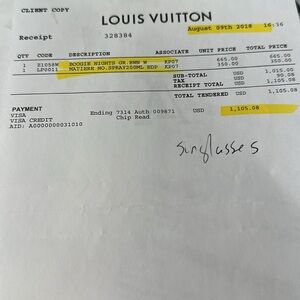 CLIENT COPY
LOUIS VUITTON
August 09th 2018 16:36
Receipt 328384
QTY CODE DESCRIPTION ASSOCIATE UNIT PRICE TOTAL PRICE
1 Z1058W BOOGIE NIGHTS GR.BRN W KP07 665.00 665.00
1 LP0011 MATIERE NO.SPRAY200ML EDP KP07 350.00 350.00
SUB-TOTAL USD 1,015.00
TAX 90.08
RECEIPT TOTAL USD 1,105.08
TOTAL TENDERED USD 1,105.08
PAYMENT
VISA Ending 7314 Auth 009871 USD 1,105.08
VISA CREDIT Chip Read
AID: A0000000031010
sunglasses